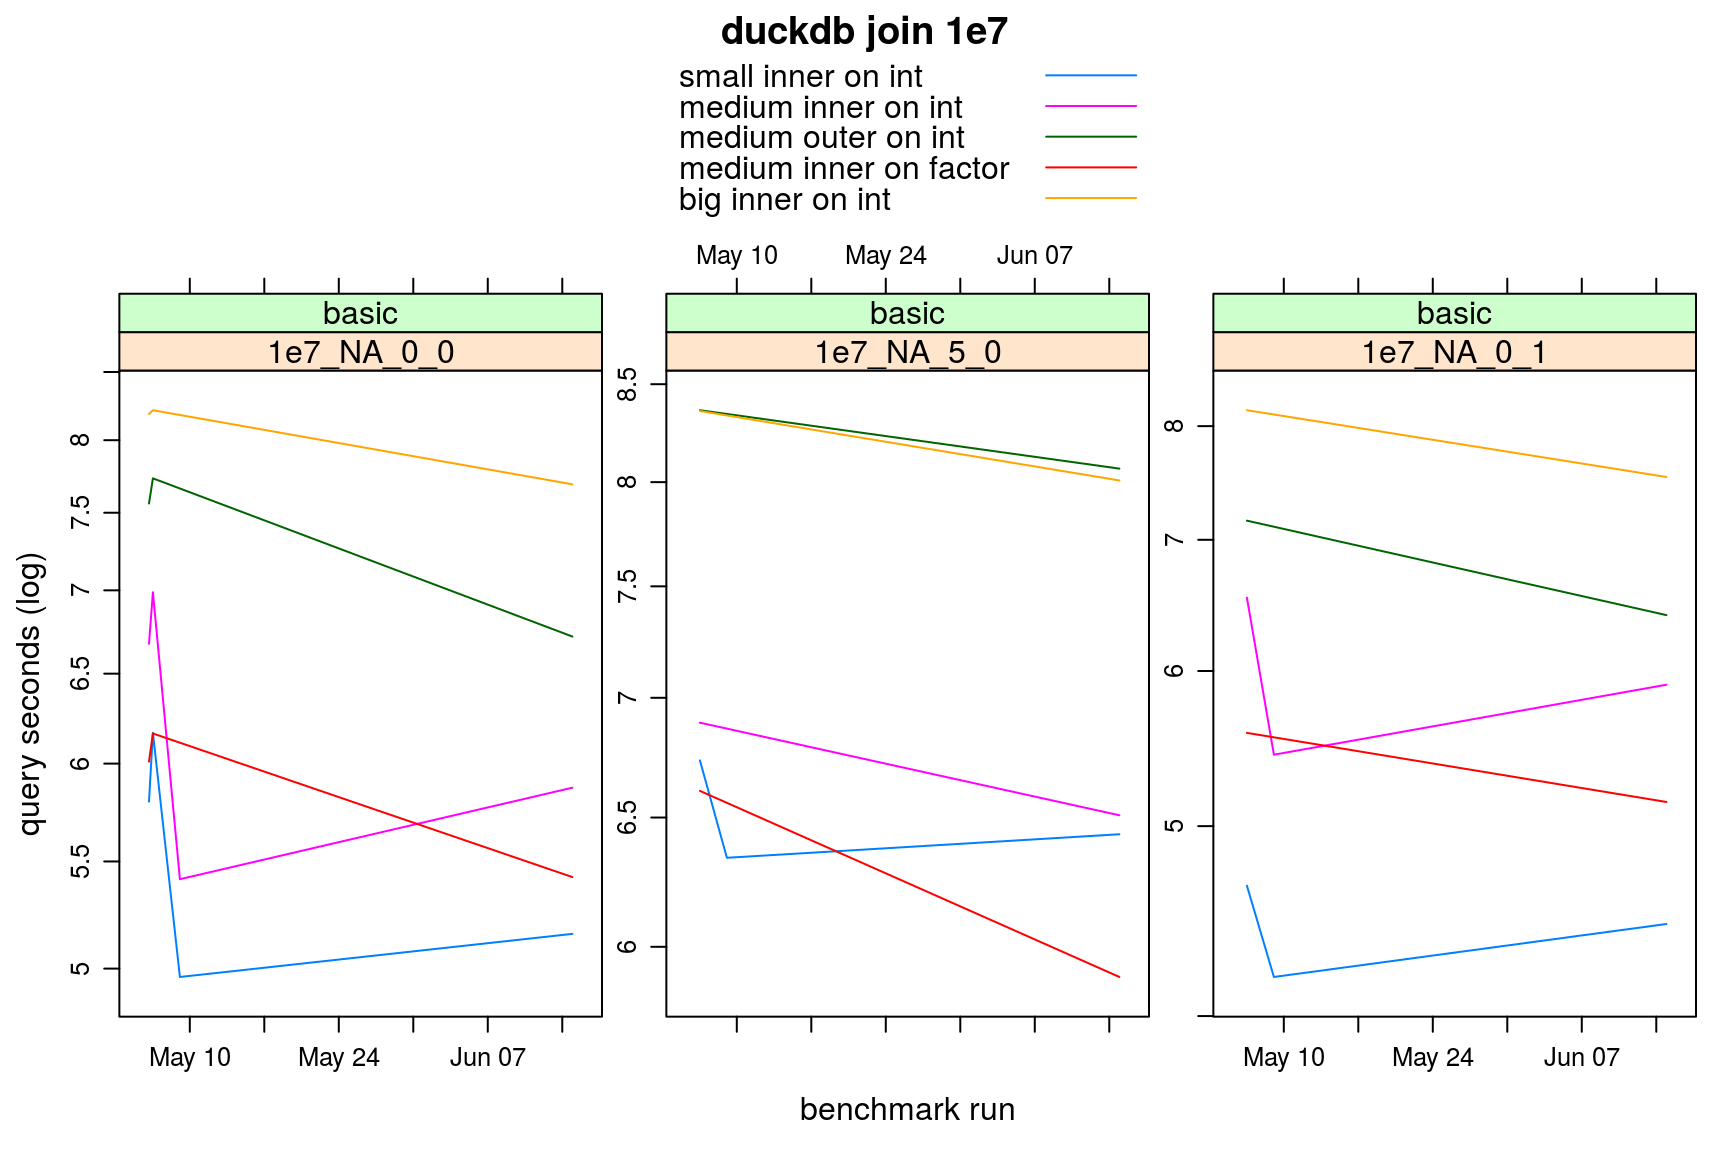 duckdb join 1e7
small inner on int
medium inner on int
medium outer on int
medium inner on factor
big inner on int
May 10 May 24 Jun 07
basic basic basic
1e7_NA_0_0 1e7_NA_5_0 1e7_NA_0_1
query seconds (log)
8
7.5
7
6.5
6
5.5
5
8.5
8
7.5
7
6.5
6
8
7
6
5
May 10 May 24 Jun 07 May 10 May 24 Jun 07
benchmark run